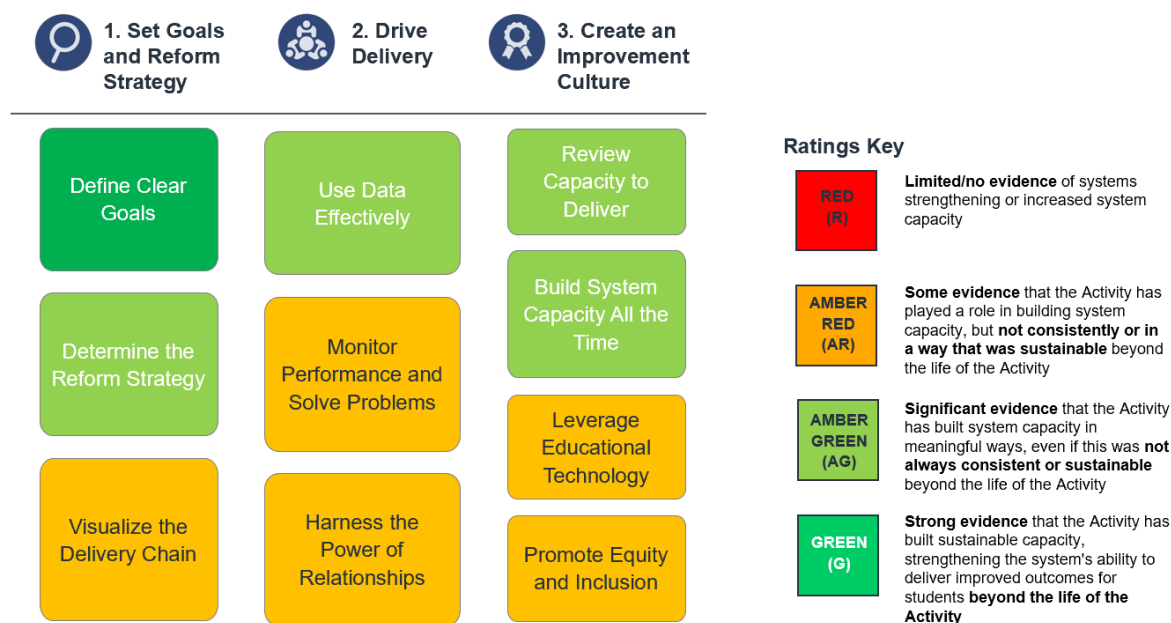 1. Set Goals
and Reform
Strategy
2. Drive
Delivery
3. Create an
Improvement
Culture
Define Clear
Goals
Determine the
Reform Strategy
Visualize the
Delivery Chain
Use Data
Effectively
Monitor
Performance and
Solve Problems
Harness the
Power of
Relationships
Review
Capacity to
Deliver
Build System
Capacity All the
Time
Leverage
Educational
Technology
Promote Equity
and Inclusion
Ratings Key
RED
(R)
Limited/no evidence of systems
strengthening or increased system
capacity
AMBER
RED
(AR)
Some evidence that the Activity has
played a role in building system
capacity, but not consistently or in
a way that was sustainable beyond
the life of the Activity
AMBER
GREEN
(AG)
Significant evidence that the Activity
has built system capacity in
meaningful ways, even if this was not
always consistent or sustainable
beyond the life of the Activity
GREEN
(G)
Strong evidence that the Activity has
built sustainable capacity,
strengthening the system's ability to
deliver improved outcomes for
students beyond the life of the
Activity